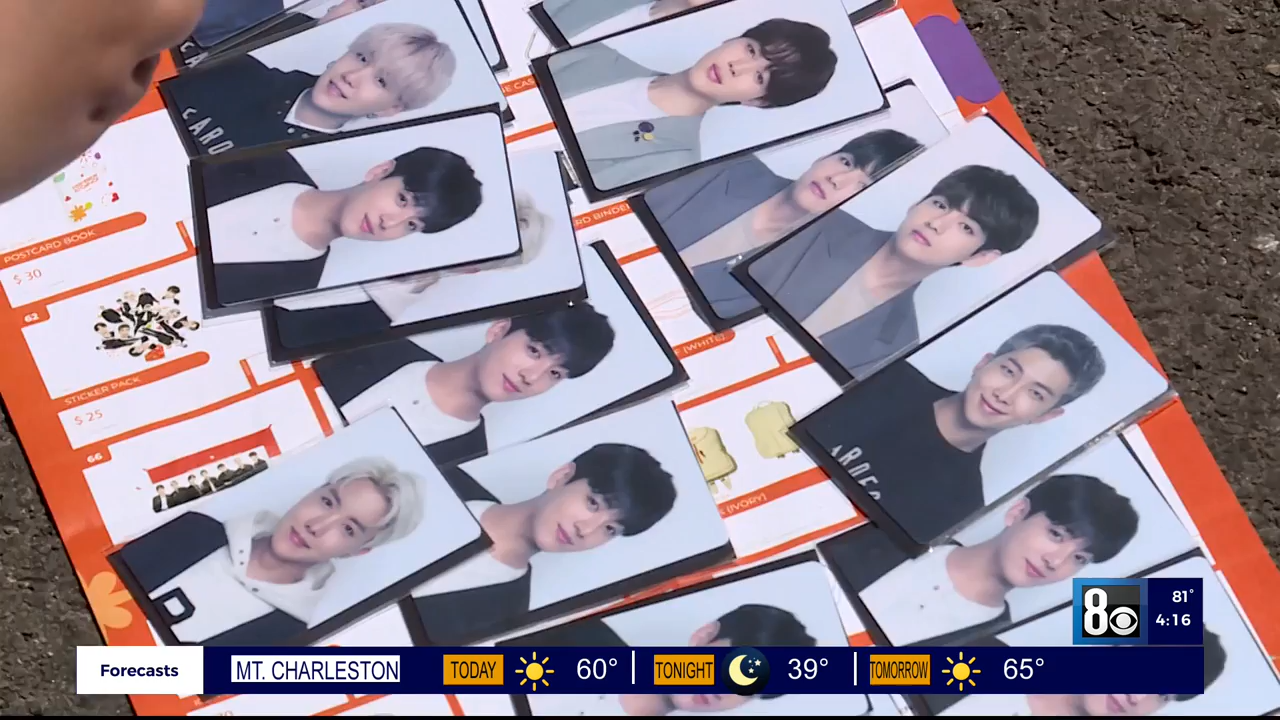 POSTCARD BOOK
$ 30
62
STICKER PACK
$ 25
66
(WHITE)
(IVORY)
8
81°
4:16
Forecasts
MT. CHARLESTON
TODAY
60°
TONIGHT
39°
TOMORROW
65°